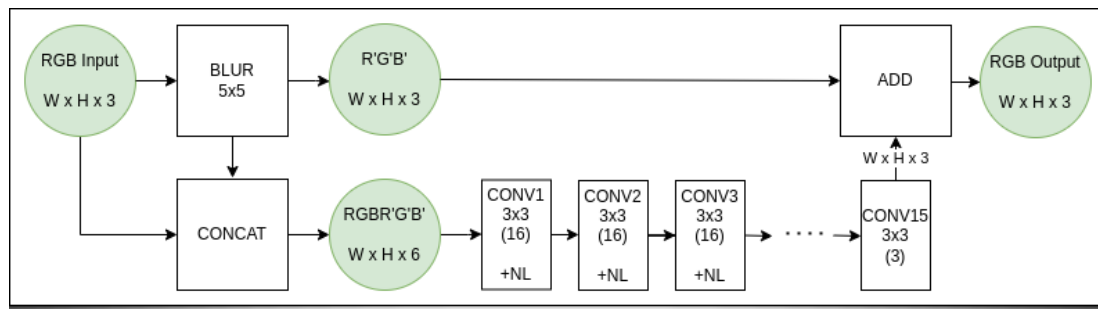 RGB Input
W x H x 3
BLUR
5x5
R'G'B'
W x H x 3
ADD
RGB Output
W x H x 3
W x H x 3
CONCAT
RGBR'G'B'
W x H x 6
CONV1
3x3
(16)
+NL
CONV2
3x3
(16)
+NL
CONV3
3x3
(16)
+NL
....
CONV15
3x3
(3)